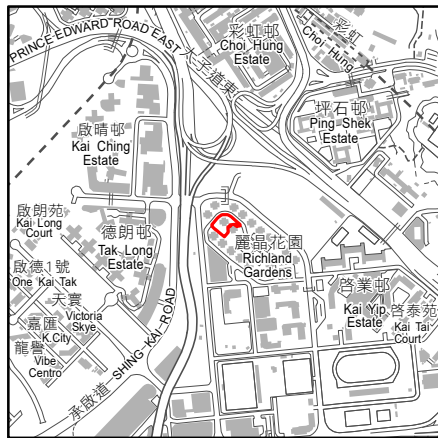 PRINCE EDWARD ROAD EAST 太子道東
彩虹邨
Choi Hung
Estate
彩虹
Choi Hung
坪石邨
Ping Shek
Estate
啟晴邨
Kai Ching
Estate
啟朗苑
Kai Long
Court
德朗邨
Tak Long
Estate
麗晶花園
Richland
Gardens
啟德1號
One Kai Tak
天寰
Victoria
Skye
嘉匯
K.City
龍譽
Vibe
Centro
承啟道 SHING KAI ROAD
啓業邨
Kai Yip
Estate
啓泰苑
Kai Tai
Court